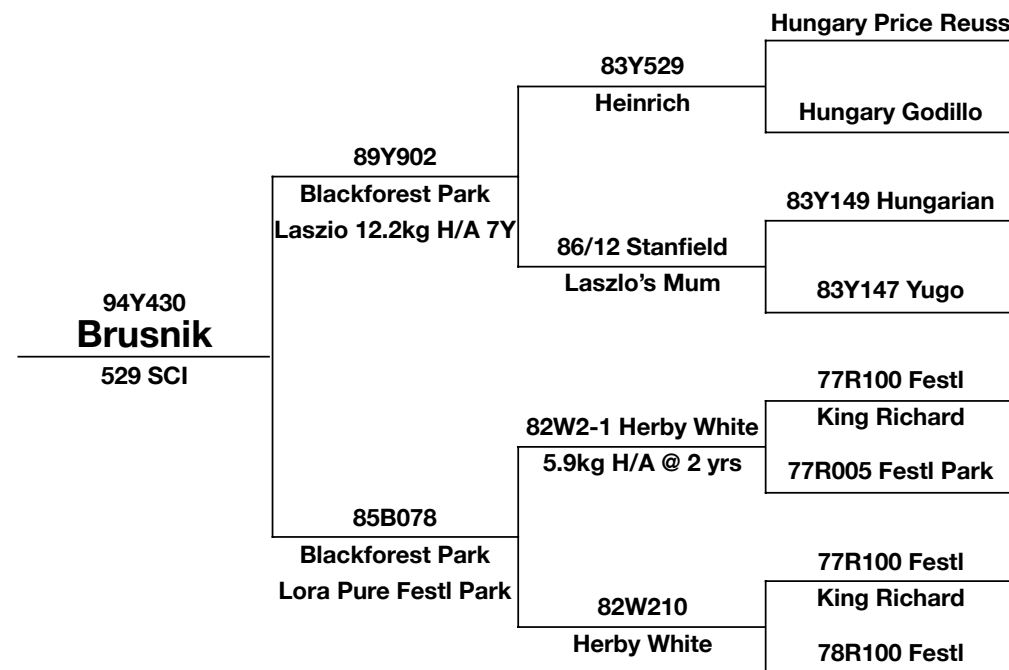 Hungary Price Reuss
83Y529
Heinrich
Hungary Godillo
89Y902
Blackforest Park
Laszio 12.2kg H/A 7Y
83Y149 Hungarian
86/12 Stanfield
Laszlo's Mum
83Y147 Yugo
94Y430
Brusnik
529 SCI
77R100 Festl
King Richard
82W2-1 Herby White
5.9kg H/A @ 2 yrs
77R005 Festl Park
85B078
Blackforest Park
Lora Pure Festl Park
77R100 Festl
King Richard
82W210
Herby White
78R100 Festl